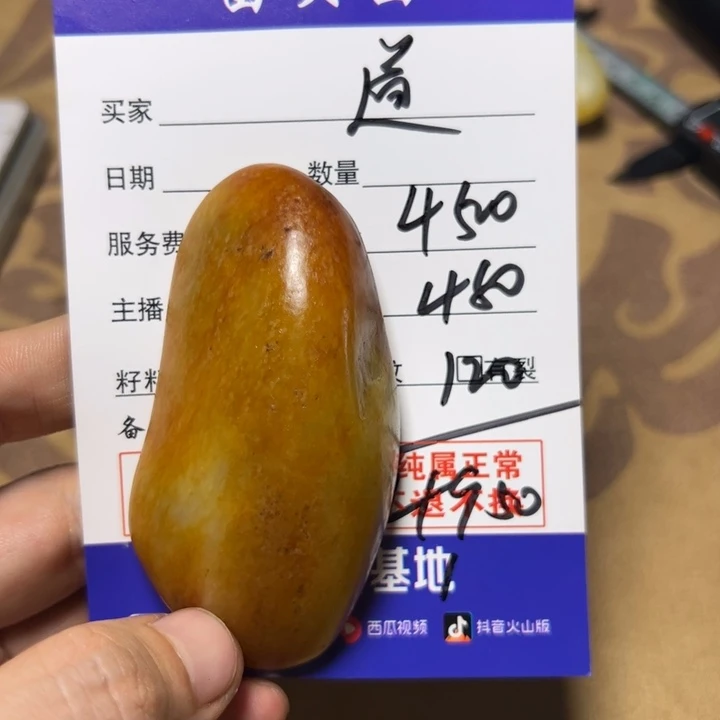 买家 道
日期 数量
450
服务费
480
主播
籽料 120 有裂
备
纯属正常
不退不换
基地
西瓜视频 抖音火山版